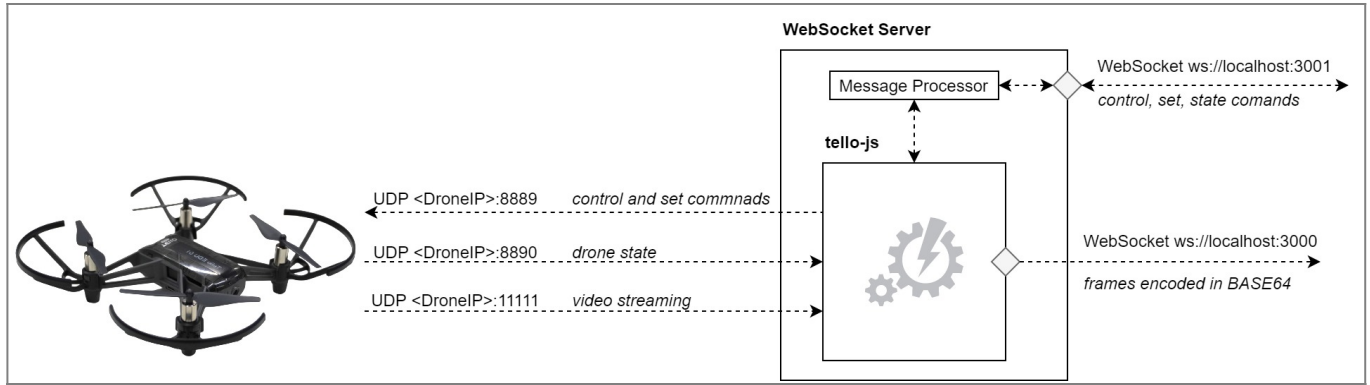 WebSocket Server
WebSocket ws://localhost:3001
Message Processor
control, set, state comands
tello-js
UDP <DroneIP>:8889 control and set commnads
WebSocket ws://localhost:3000
UDP <DroneIP>:8890 drone state
frames encoded in BASE64
UDP <DroneIP>:11111 video streaming